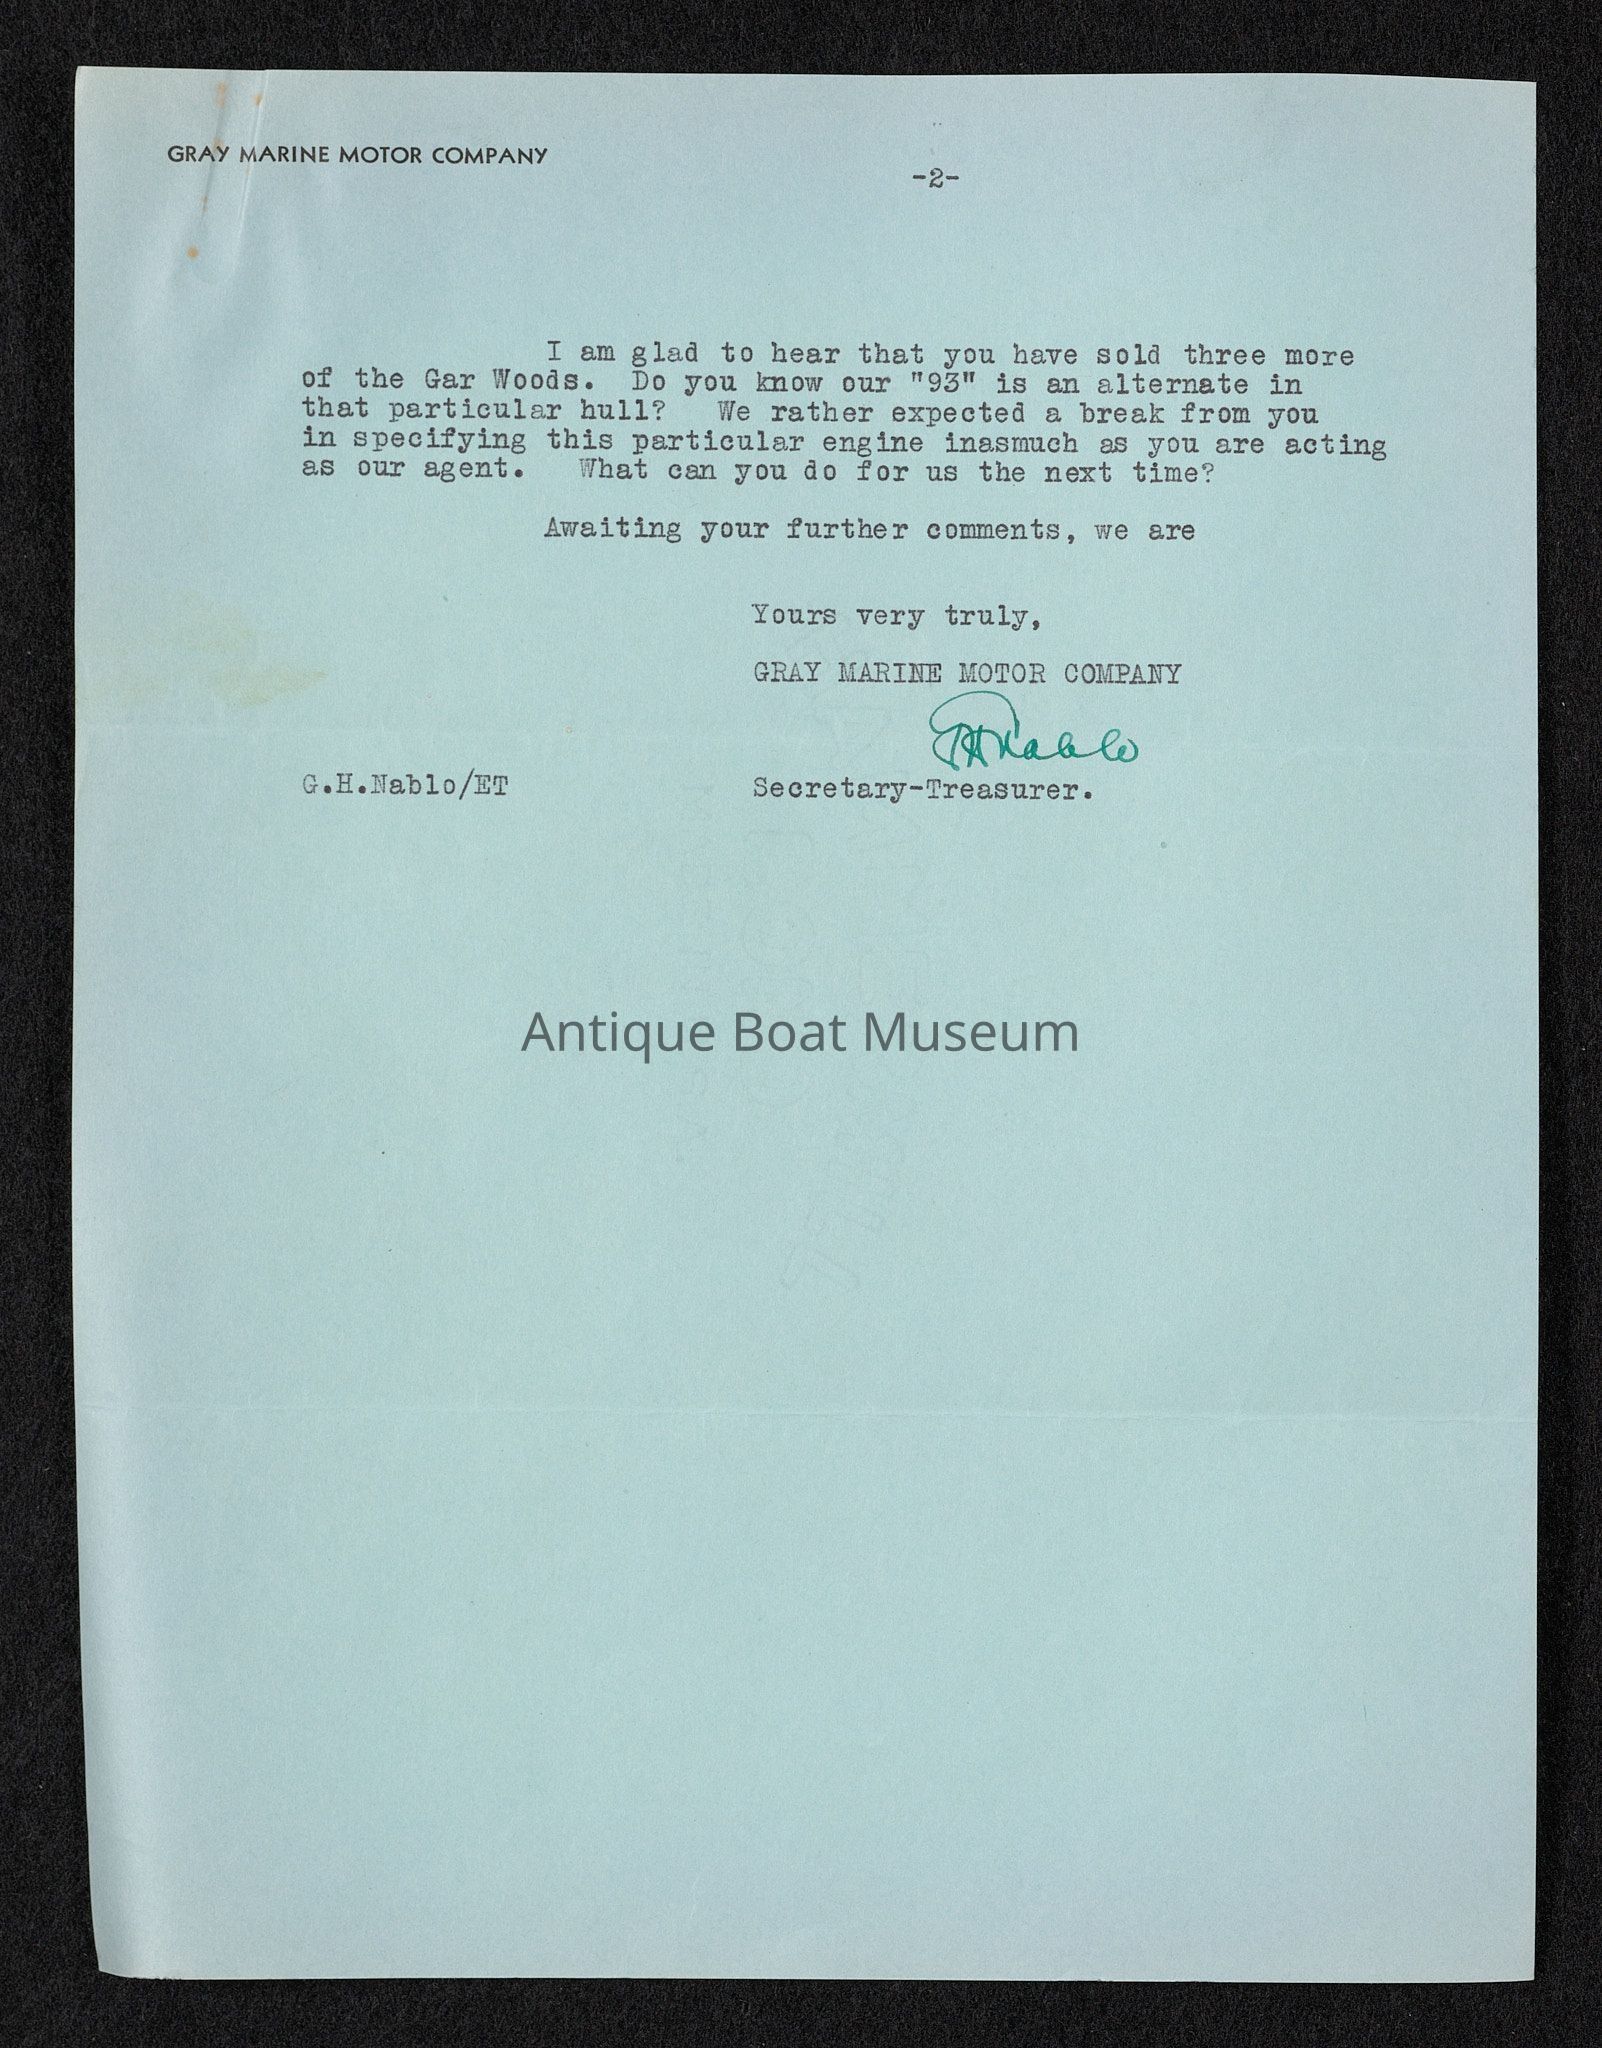 GRAY MARINE MOTOR COMPANY
-2-
I am glad to hear that you have sold three more
of the Gar Woods. Do you know our "93" is an alternate in
that particular hull? We rather expected a break from you
in specifying this particular engine inasmuch as you are acting
as our agent. What can you do for us the next time?
Awaiting your further comments, we are
Yours very truly,
GRAY MARINE MOTOR COMPANY
GHNablo
G.H.Nablo/ET
Secretary-Treasurer.
Antique Boat Museum